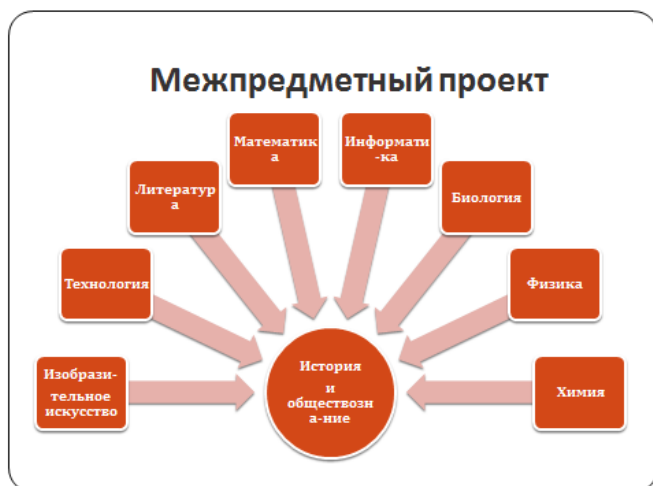 Межпредметный проект
Математик
а
Информати
-ка
Литератур
а
Биология
Технология
Физика
Изобрази-
тельное
искусство
История
и
обществозн
а-ние
Химия